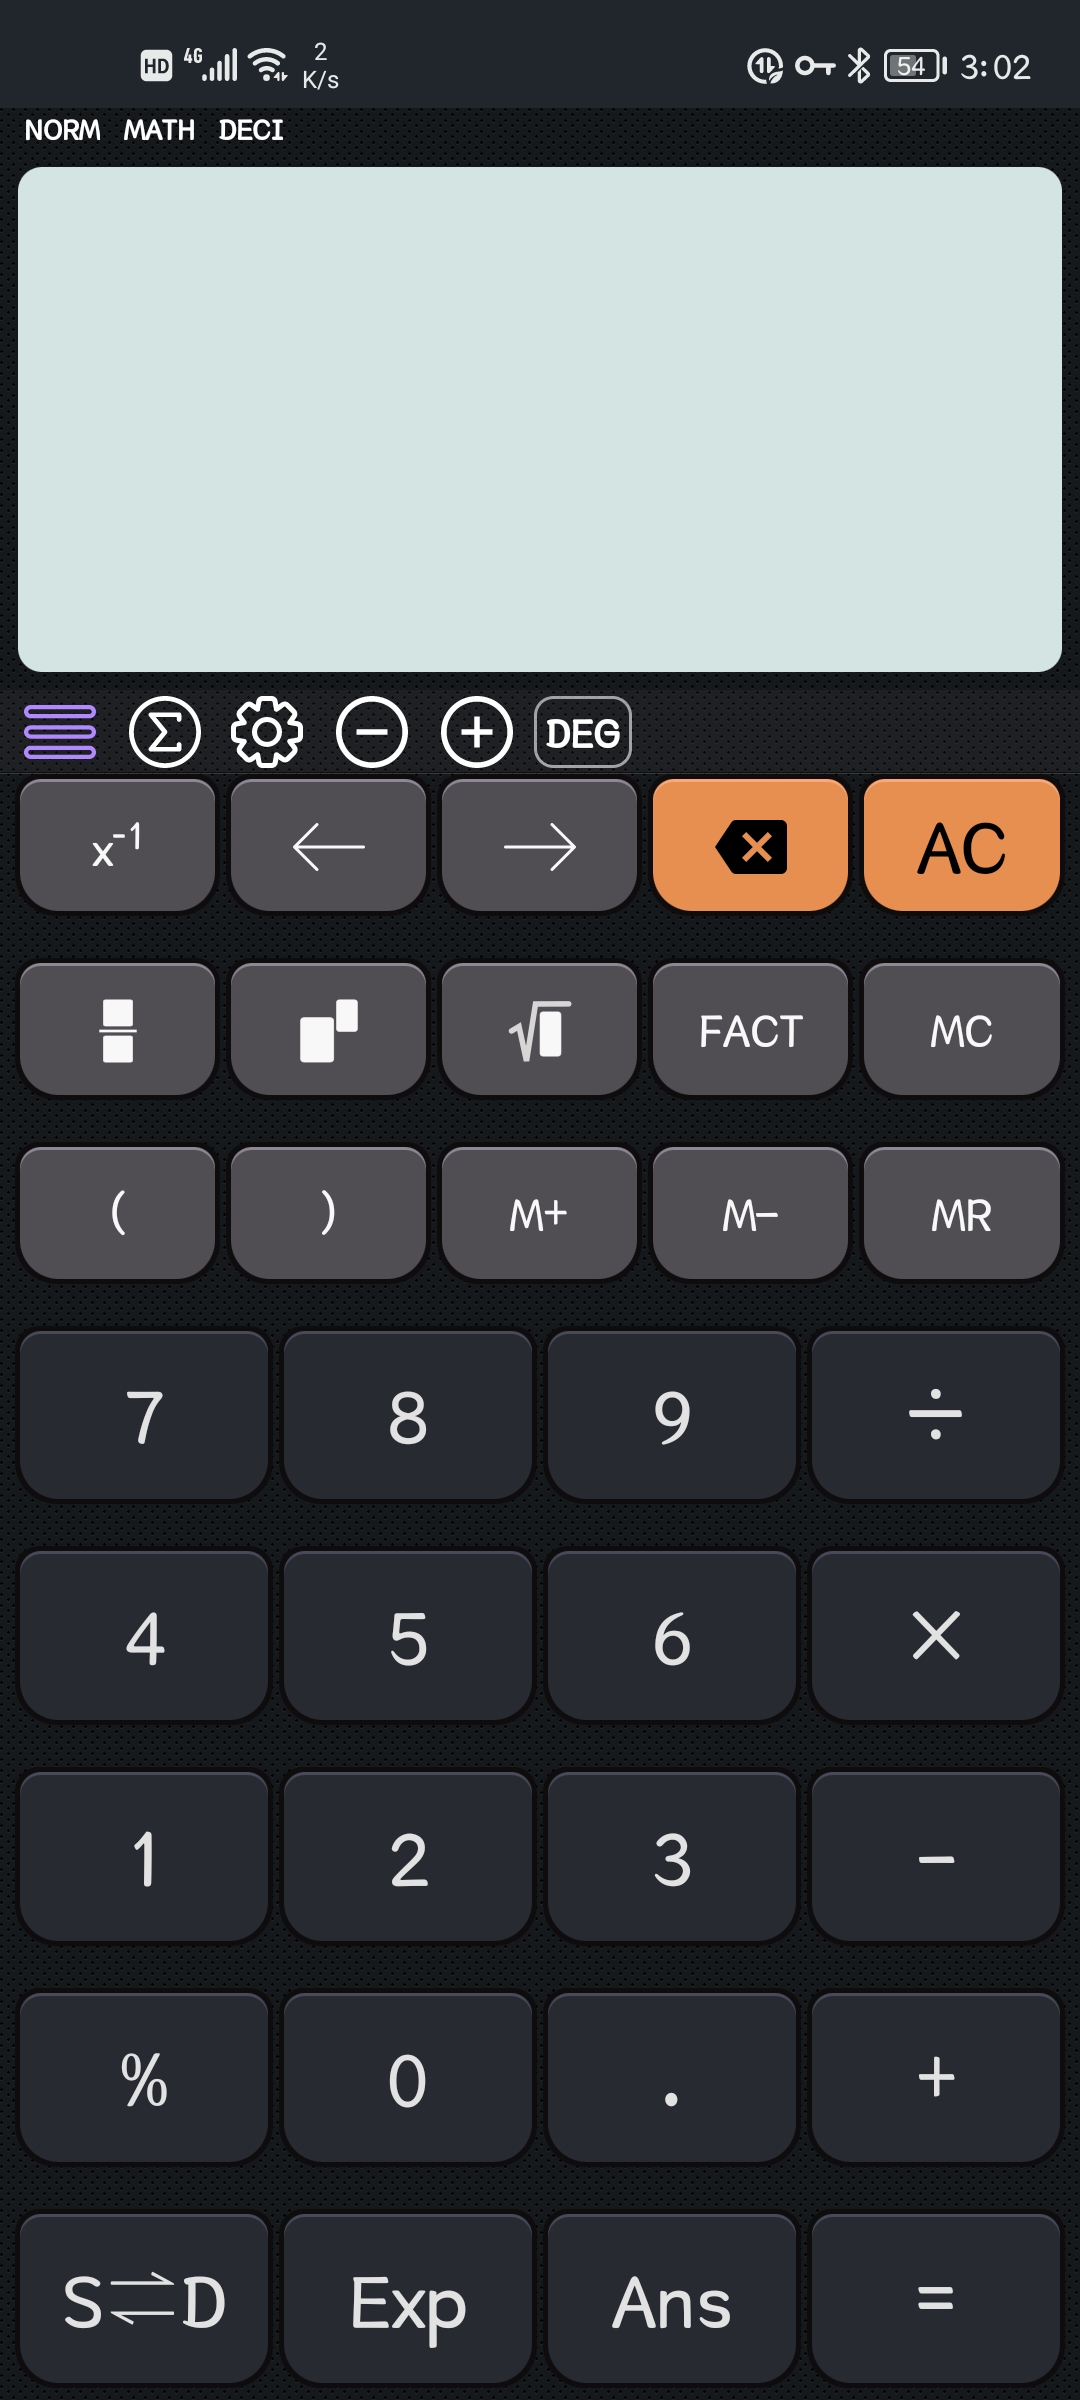 HD 4G 2 K/s 54 3:02
NORM MATH DECI
Σ DEG
x⁻¹ ← → AC
√ FACT MC
( ) M+ M− MR
7 8 9 ÷
4 5 6 ×
1 2 3 −
% 0 . +
S⇌D Exp Ans =